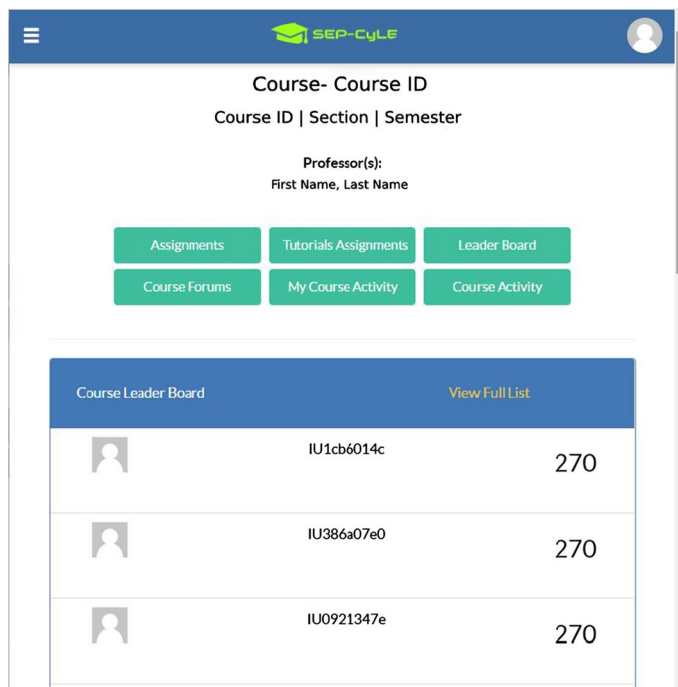 SEP-CyLE
Course- Course ID
Course ID | Section | Semester
Professor(s):
First Name, Last Name
Assignments Tutorials Assignments Leader Board
Course Forums My Course Activity Course Activity
Course Leader Board View Full List
IU1cb6014c 270
IU386a07e0 270
IU0921347e 270